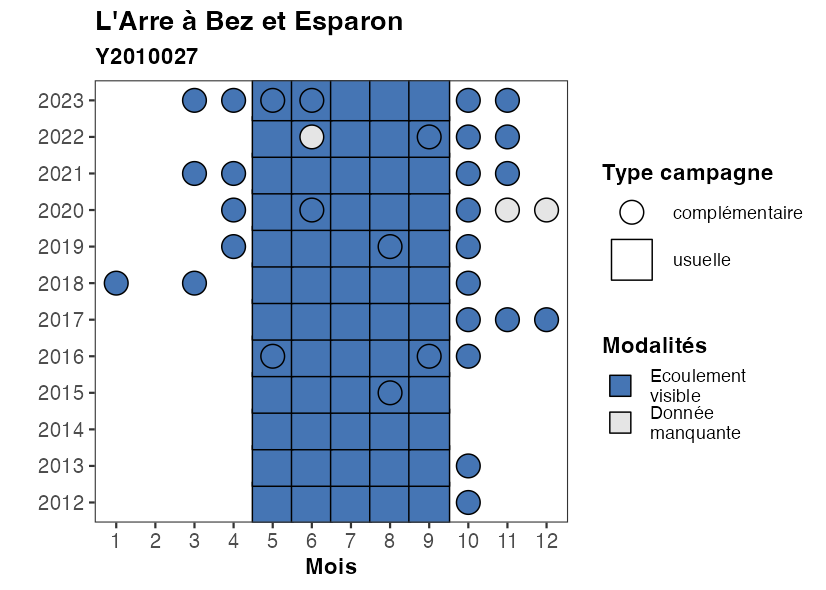 L'Arre à Bez et Esparon
Y2010027
2023
2022
2021
2020
2019
2018
2017
2016
2015
2014
2013
2012
1 2 3 4 5 6 7 8 9 10 11 12
Mois
Type campagne
complémentaire
usuelle
Modalités
Ecoulement
visible
Donnée
manquante